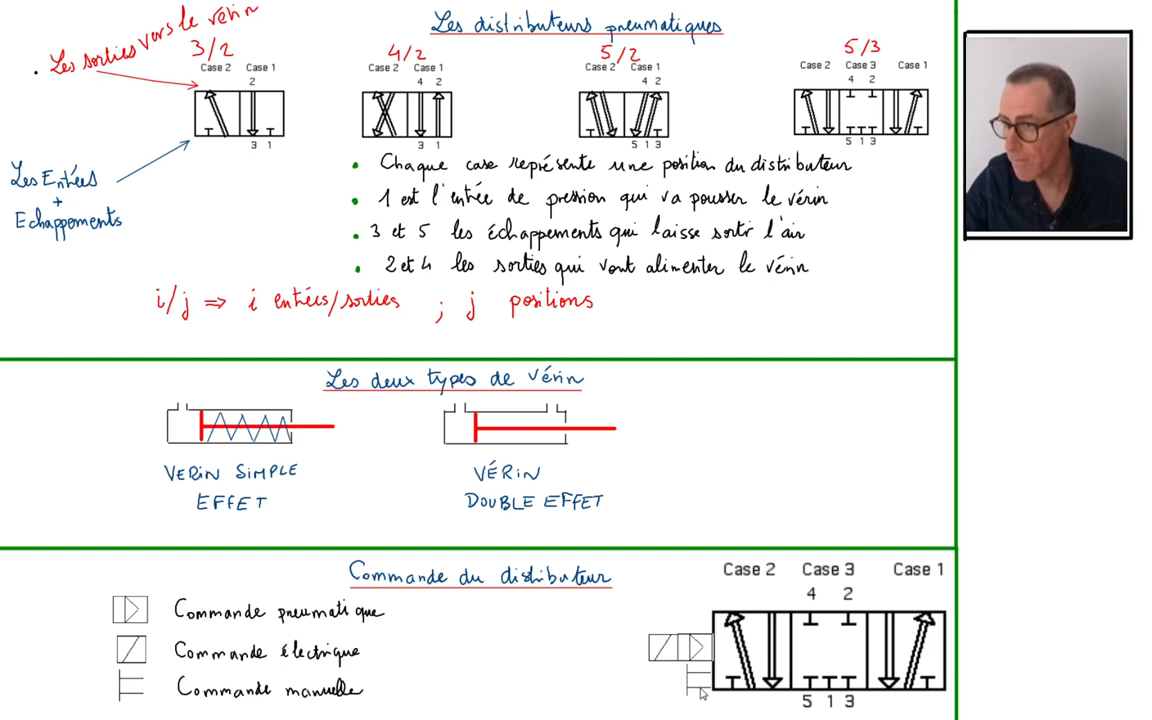 Les distributeurs pneumatiques
Les sorties vers le vérin
3/2
4/2
5/2
5/3
Case 2 Case 1
2
3 1
Case 2 Case 1
4 2
3 1
Case 2 Case 1
4 2
5 1 3
Case 2 Case 3 Case 1
4 2
5 1 3
Les Entrées
+
Echappements
• Chaque case représente une position du distributeur
• 1 est l'entrée de pression qui va pousser le vérin
• 3 et 5 les échappements qui laisse sortir l'air
• 2 et 4 les sorties qui vont alimenter le vérin
i/j => i entrées/sorties ; j positions
Les deux types de vérin
VERIN SIMPLE
EFFET
VÉRIN
DOUBLE EFFET
Commande du distributeur
Commande pneumatique
Commande électrique
Commande manuelle
Case 2 Case 3 Case 1
4 2
5 1 3